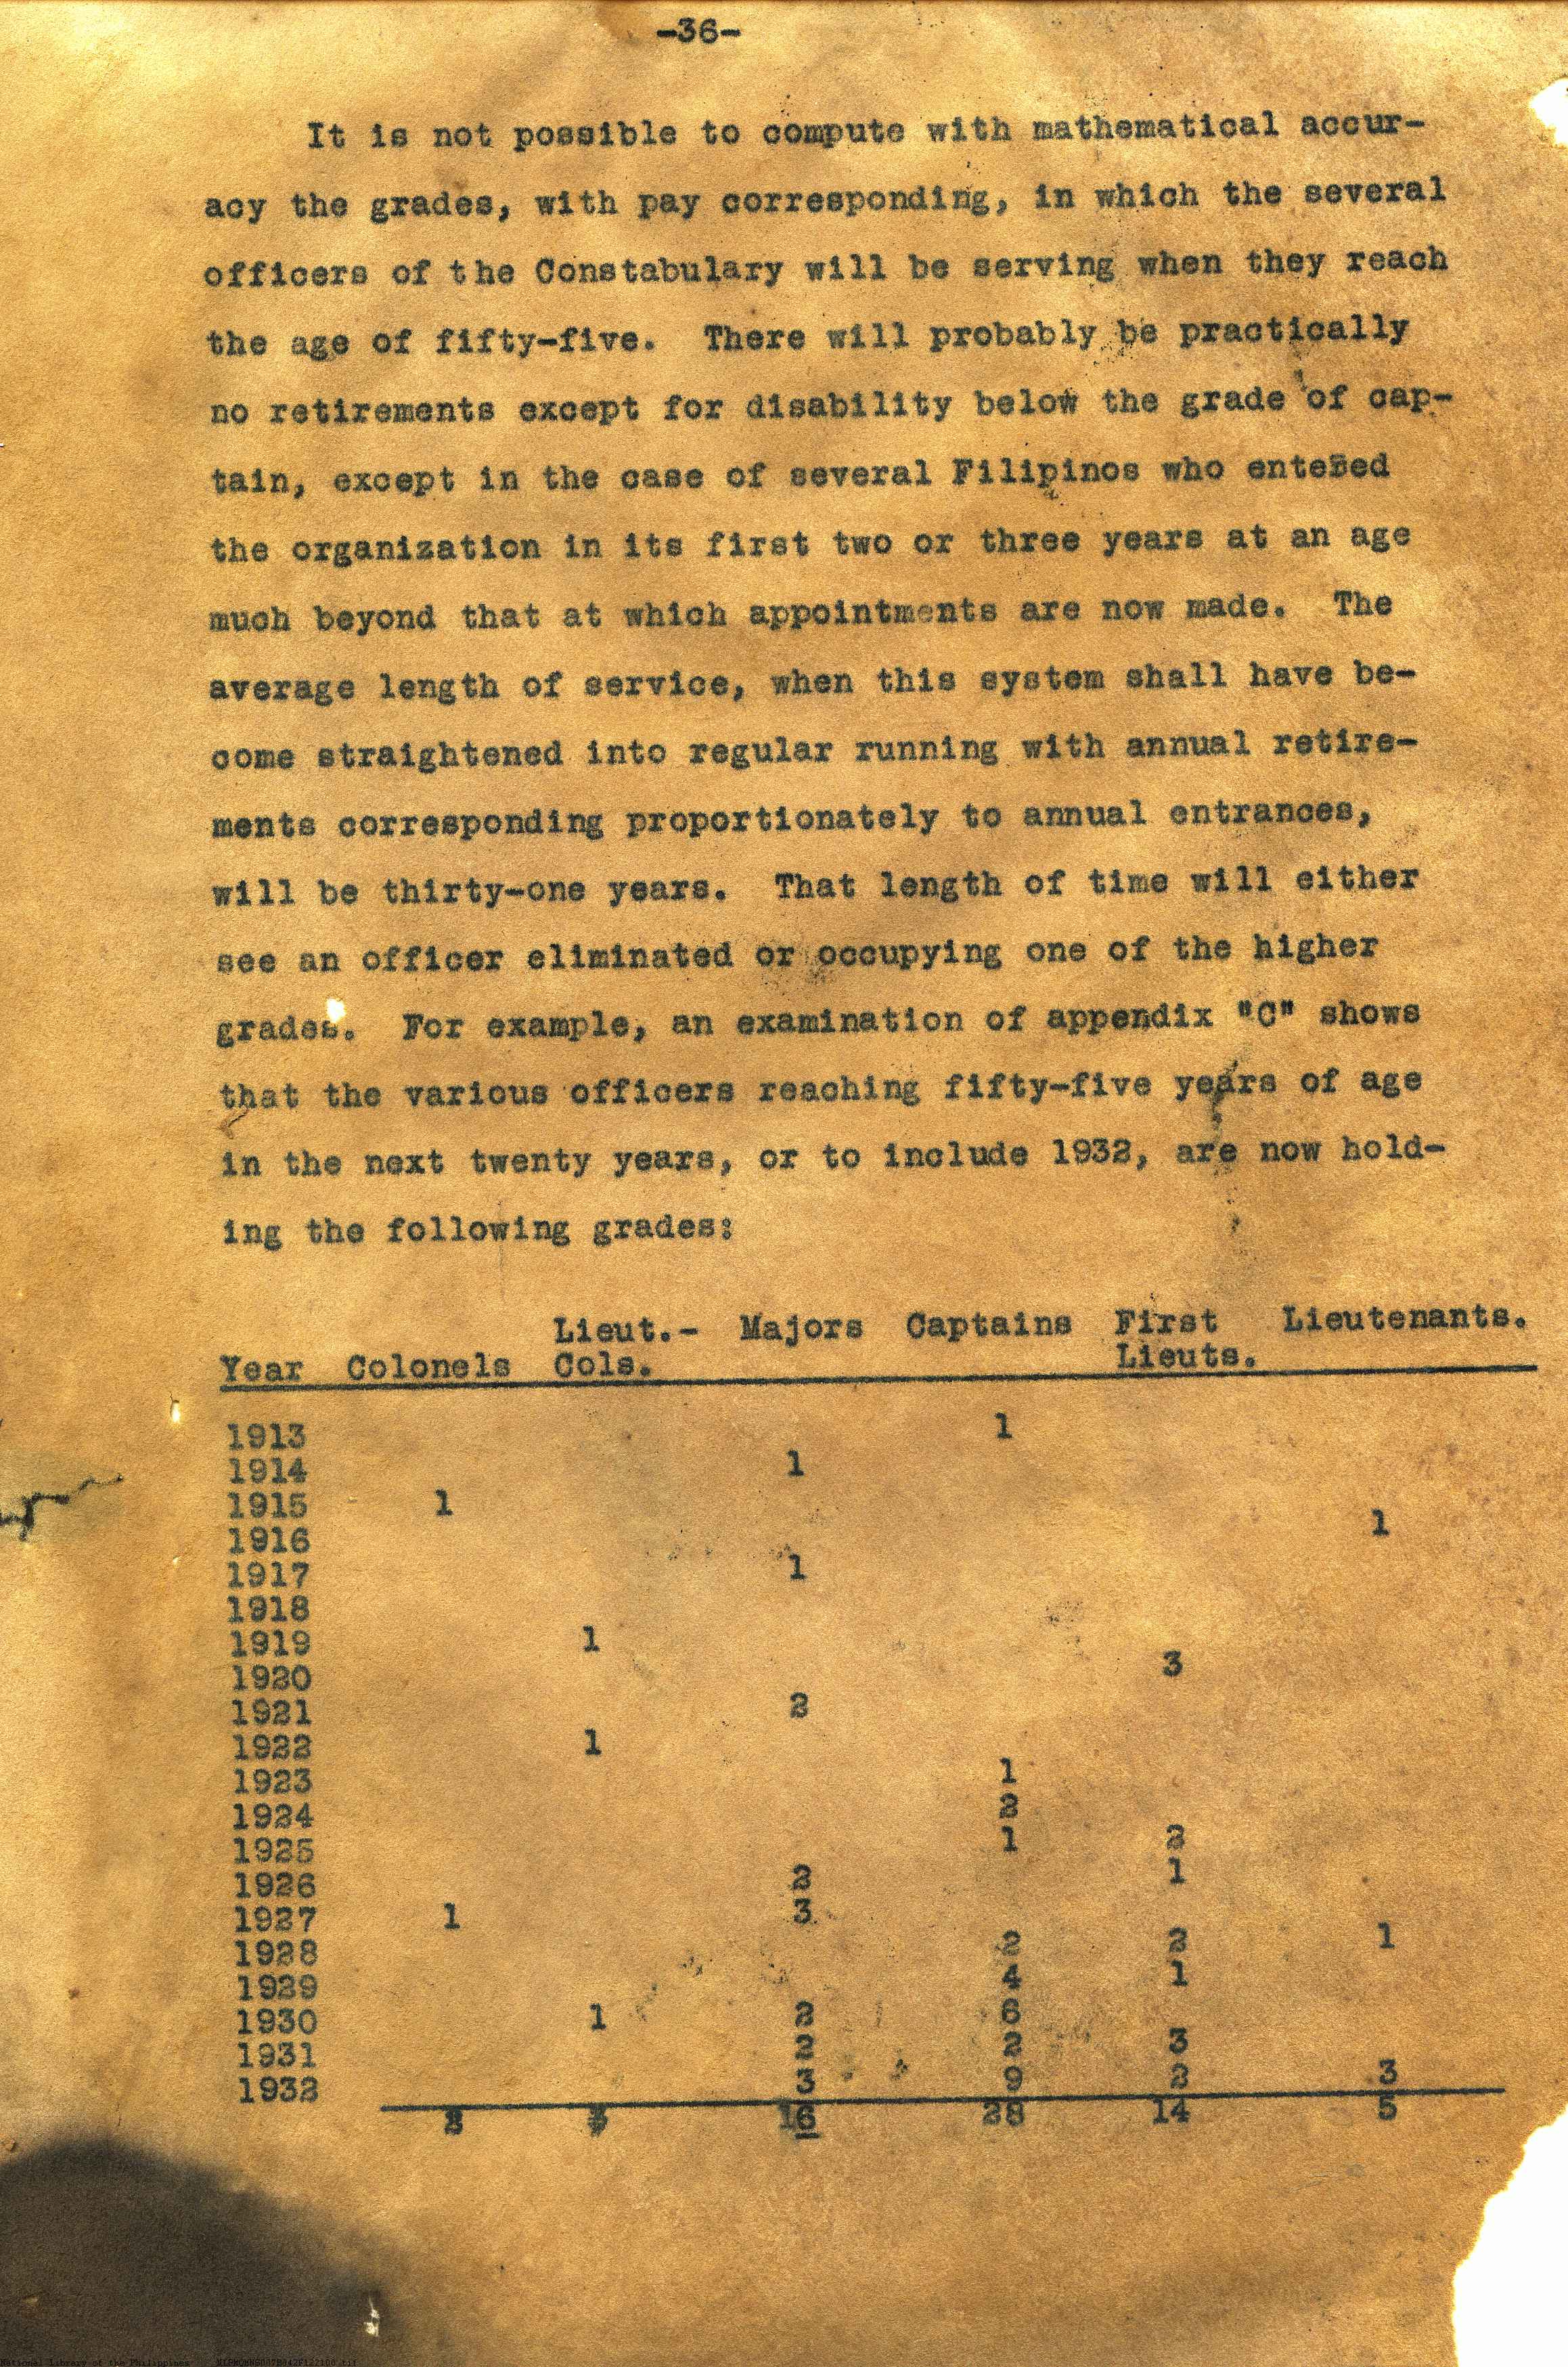 -36-
It is not possible to compute with mathematical accur-
acy the grades, with pay corresponding, in which the several
officers of the Constabulary will be serving when they reach
the age of fifty-five. There will probably be practically
no retirements except for disability below the grade of cap-
tain, except in the case of several Filipinos who entered
the organization in its first two or three years at an age
much beyond that at which appointments are now made. The
average length of service, when this system shall have be-
come straightened into regular running with annual retire-
ments corresponding proportionately to annual entrances,
will be thirty-one years. That length of time will either
see an officer eliminated or occupying one of the higher
grades. For example, an examination of appendix "C" shows
that the various officers reaching fifty-five years of age
in the next twenty years, or to include 1932, are now hold-
ing the following grades:
Lieut.- Majors Captains First Lieutenants.
Year Colonels Cols. Lieuts.
1913 1
1914 1
1915 1
1916 1
1917 1
1918
1919 1
1920 3
1921 2
1922 1
1923 1
1924 2
1925 1 2
1926 2 1
1927 1 3
1928 2 2 1
1929 4 1
1930 1 2 6
1931 2 2 3
1932 3 9 2 3
2 3 16 28 14 5
National Library of the Philippines